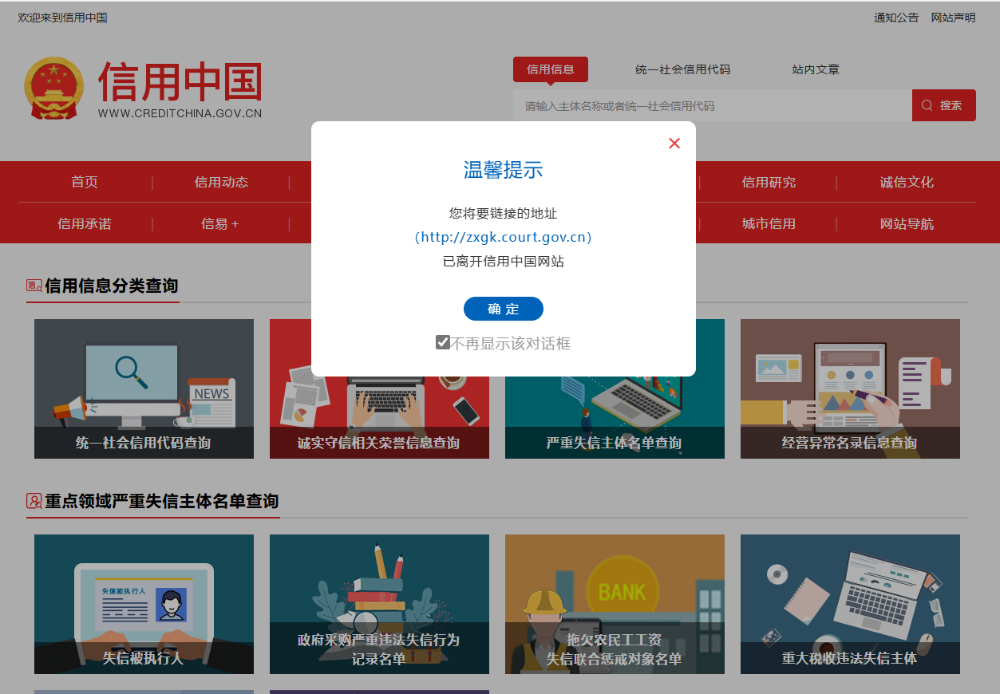 欢迎来到信用中国
通知公告 网站声明
信用中国
WWW.CREDITCHINA.GOV.CN
信用信息 统一社会信用代码 站内文章
请输入主体名称或者统一社会信用代码
搜索
首页 | 信用动态 | | 信用研究 | 诚信文化
信用承诺 | 信易 + | | 城市信用 | 网站导航
温馨提示
您将要链接的地址
（http://zxgk.court.gov.cn）
已离开信用中国网站
确 定
不再显示该对话框
信用信息分类查询
NEWS
统一社会信用代码查询
诚实守信相关荣誉信息查询
严重失信主体名单查询
经营异常名录信息查询
重点领域严重失信主体名单查询
失信被执行人
失信被执行人
政府采购严重违法失信行为
记录名单
BANK
拖欠农民工工资
失信联合惩戒对象名单
重大税收违法失信主体